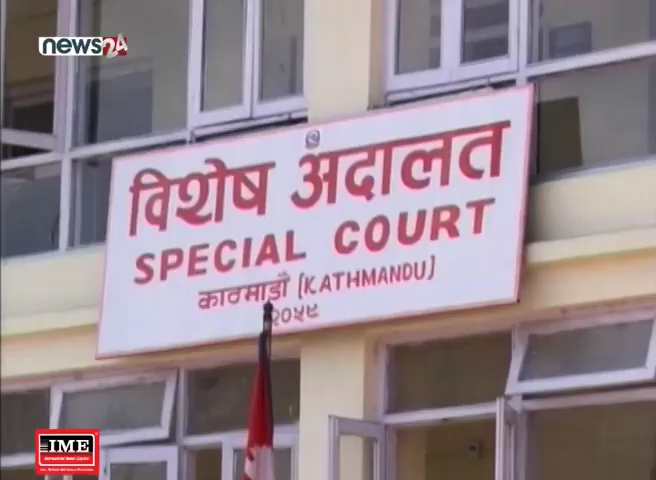 news24
विशेष अदालत
SPECIAL COURT
काठमाडौं (KATHMANDU)
२०५९
IME